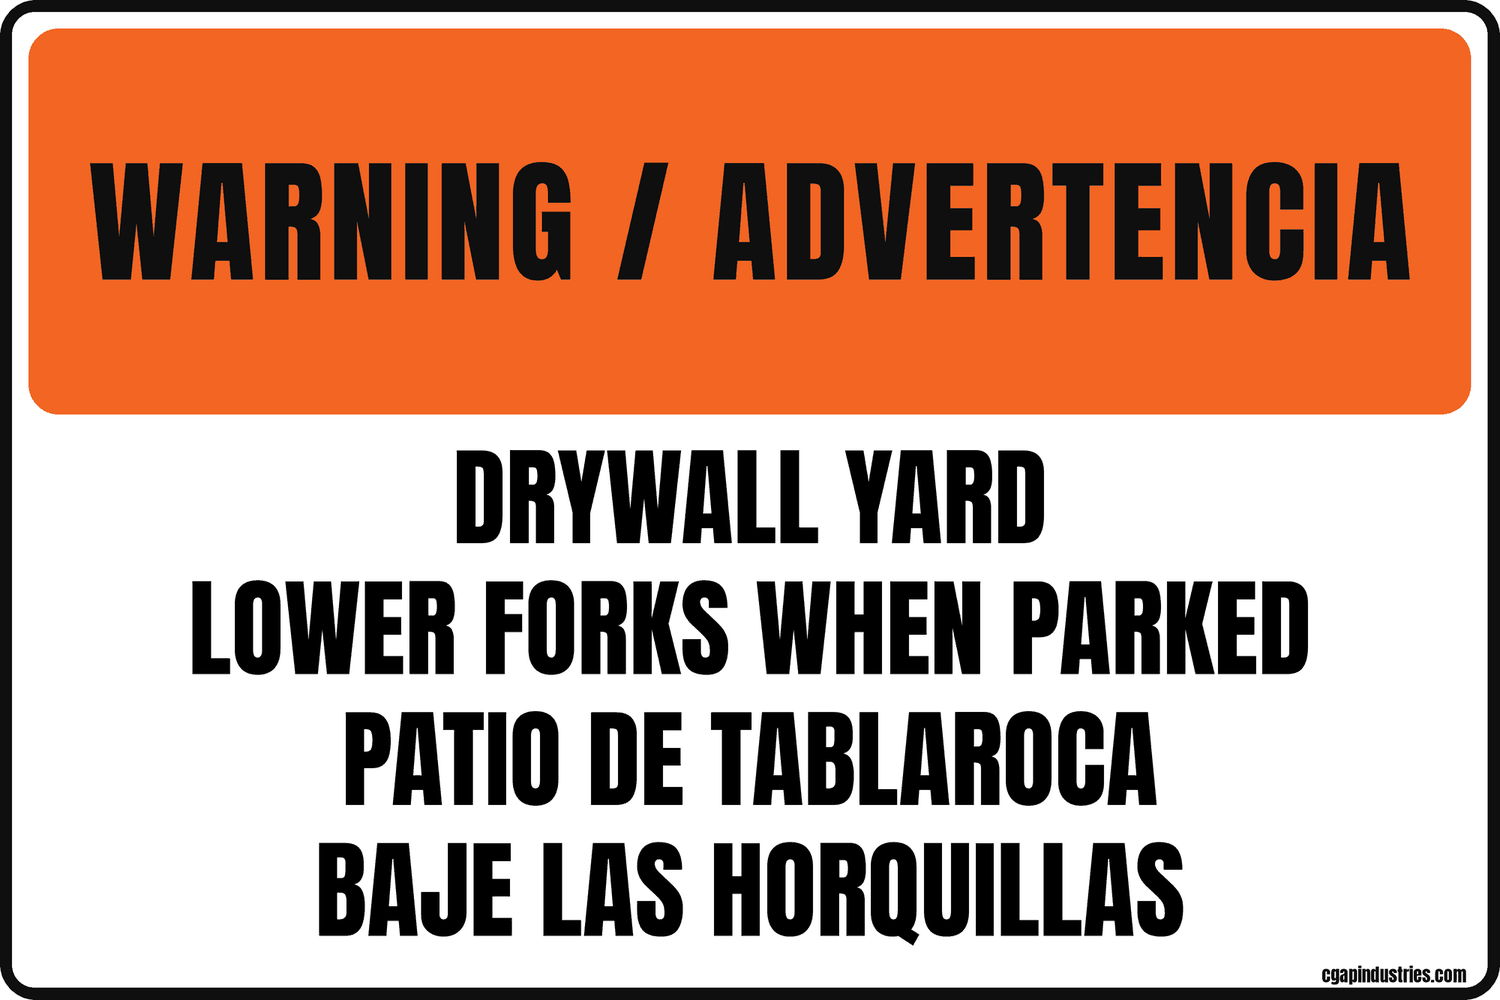 WARNING / ADVERTENCIA
DRYWALL YARD
LOWER FORKS WHEN PARKED
PATIO DE TABLAROCA
BAJE LAS HORQUILLAS
cgapindustries.com